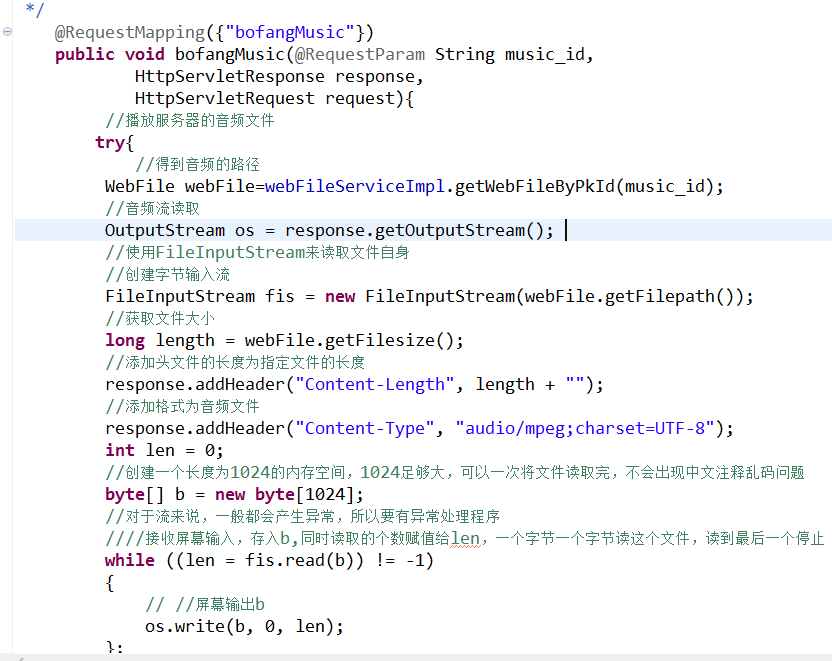 */
@RequestMapping({"bofangMusic"})
public void bofangMusic(@RequestParam String music_id,
HttpServletResponse response,
HttpServletRequest request){
//播放服务器的音频文件
try{
//得到音频的路径
WebFile webFile=webFileServiceImpl.getWebFileByPkId(music_id);
//音频流读取
OutputStream os = response.getOutputStream();
//使用FileInputStream来读取文件自身
//创建字节输入流
FileInputStream fis = new FileInputStream(webFile.getFilepath());
//获取文件大小
long length = webFile.getFilesize();
//添加头文件的长度为指定文件的长度
response.addHeader("Content-Length", length + "");
//添加格式为音频文件
response.addHeader("Content-Type", "audio/mpeg;charset=UTF-8");
int len = 0;
//创建一个长度为1024的内存空间，1024足够大，可以一次将文件读取完，不会出现中文注释乱码问题
byte[] b = new byte[1024];
//对于流来说，一般都会产生异常，所以要有异常处理程序
////接收屏幕输入，存入b,同时读取的个数赋值给len，一个字节一个字节读这个文件，读到最后一个停止
while ((len = fis.read(b)) != -1)
{
// //屏幕输出b
os.write(b, 0, len);
};